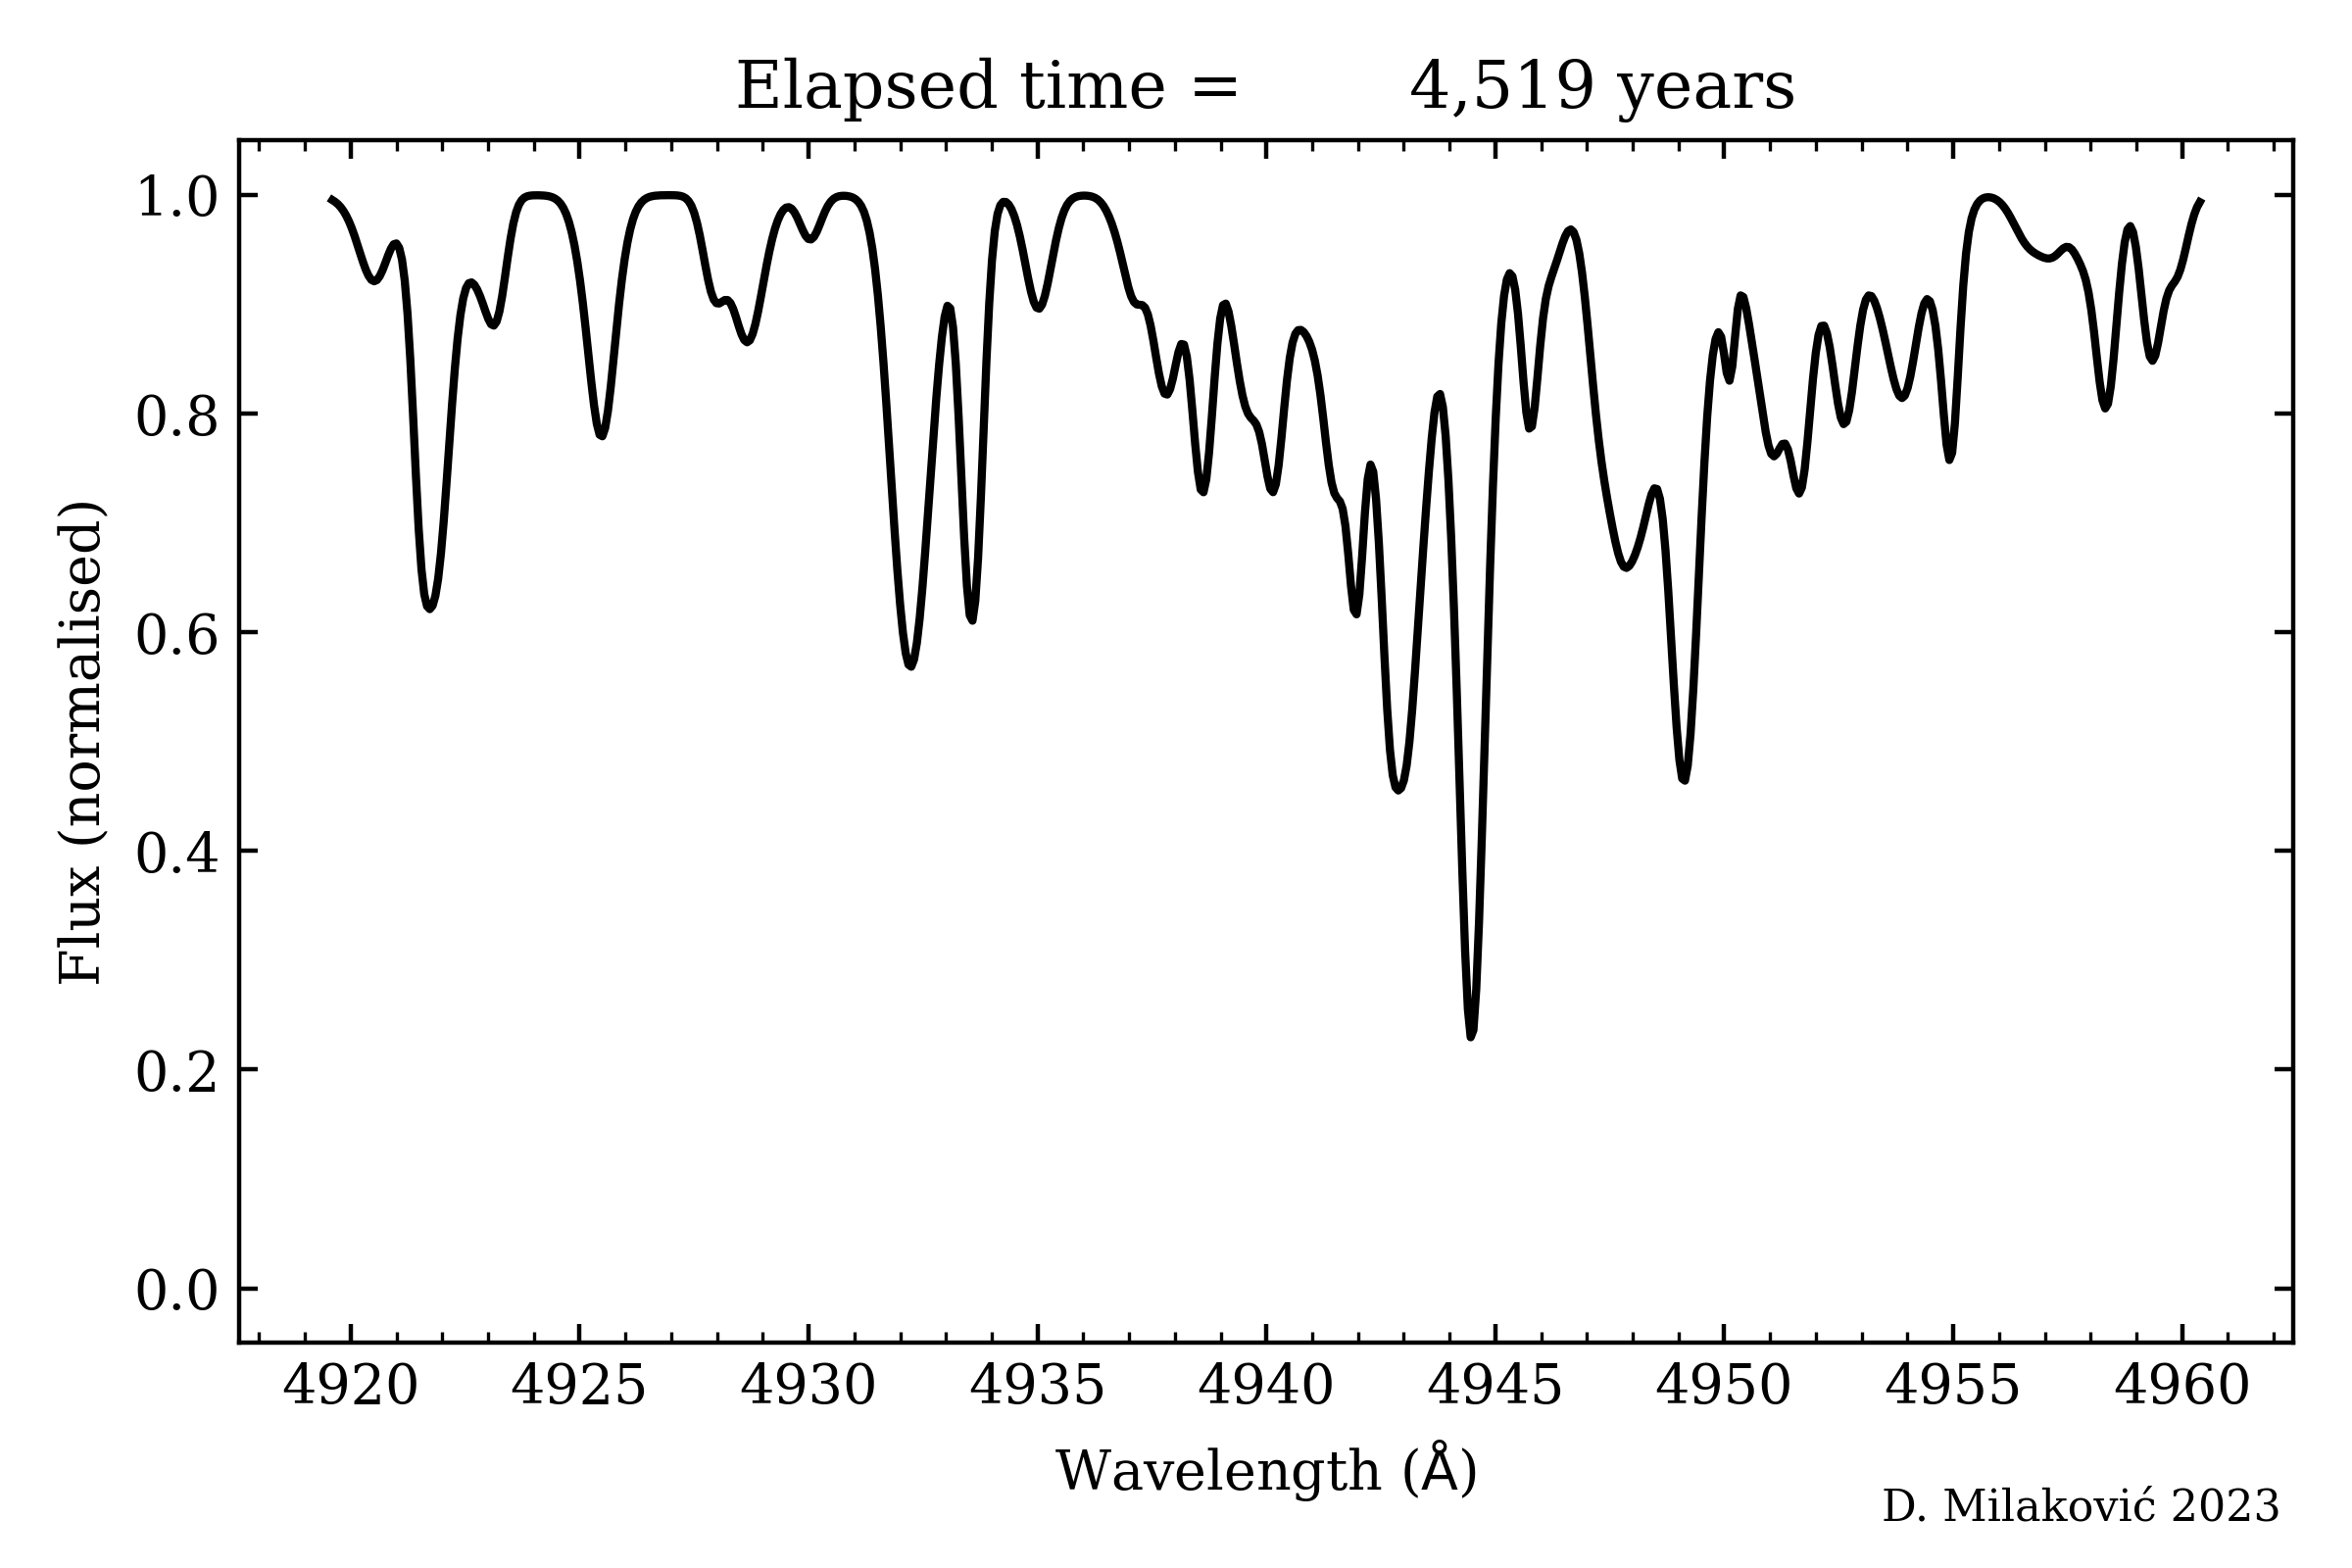 Elapsed time = 4,519 years
1.0
0.8
0.6
0.4
0.2
0.0
Flux (normalised)
4920 4925 4930 4935 4940 4945 4950 4955 4960
Wavelength (Å)
D. Milaković 2023